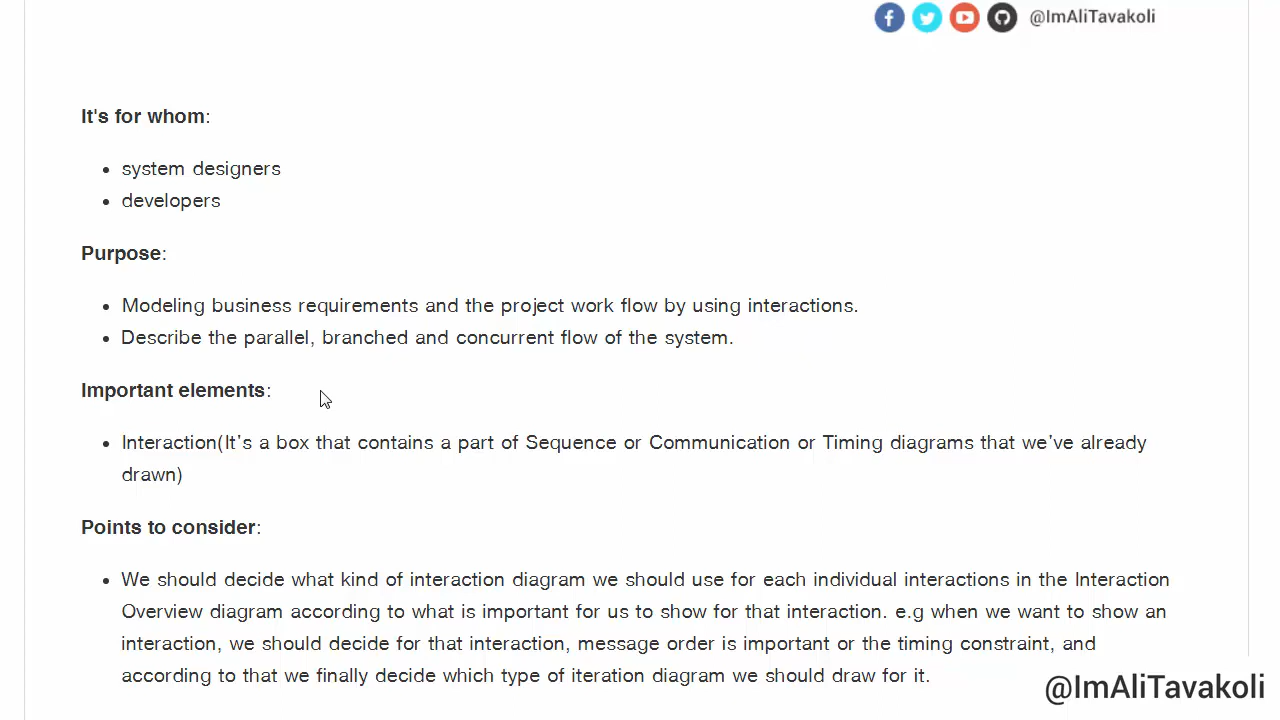 @ImAliTavakoli
It's for whom:
system designers
developers
Purpose:
Modeling business requirements and the project work flow by using interactions.
Describe the parallel, branched and concurrent flow of the system.
Important elements:
Interaction(It's a box that contains a part of Sequence or Communication or Timing diagrams that we've already
drawn)
Points to consider:
We should decide what kind of interaction diagram we should use for each individual interactions in the Interaction
Overview diagram according to what is important for us to show for that interaction. e.g when we want to show an
interaction, we should decide for that interaction, message order is important or the timing constraint, and
according to that we finally decide which type of iteration diagram we should draw for it.
@ImAliTavakoli